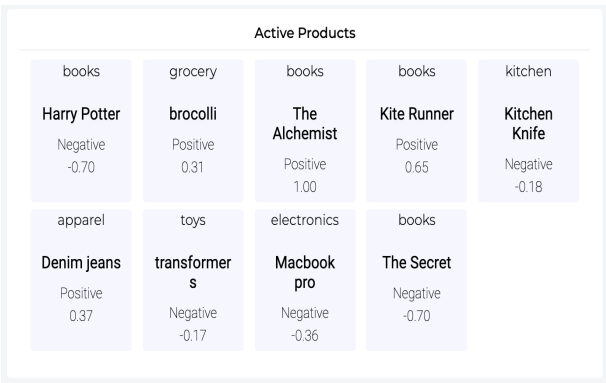 Active Products
books
Harry Potter
Negative
-0.70
grocery
brocolli
Positive
0.31
books
The
Alchemist
Positive
1.00
books
Kite Runner
Positive
0.65
kitchen
Kitchen
Knife
Negative
-0.18
apparel
Denim jeans
Positive
0.37
toys
transformer
s
Negative
-0.17
electronics
Macbook
pro
Negative
-0.36
books
The Secret
Negative
-0.70